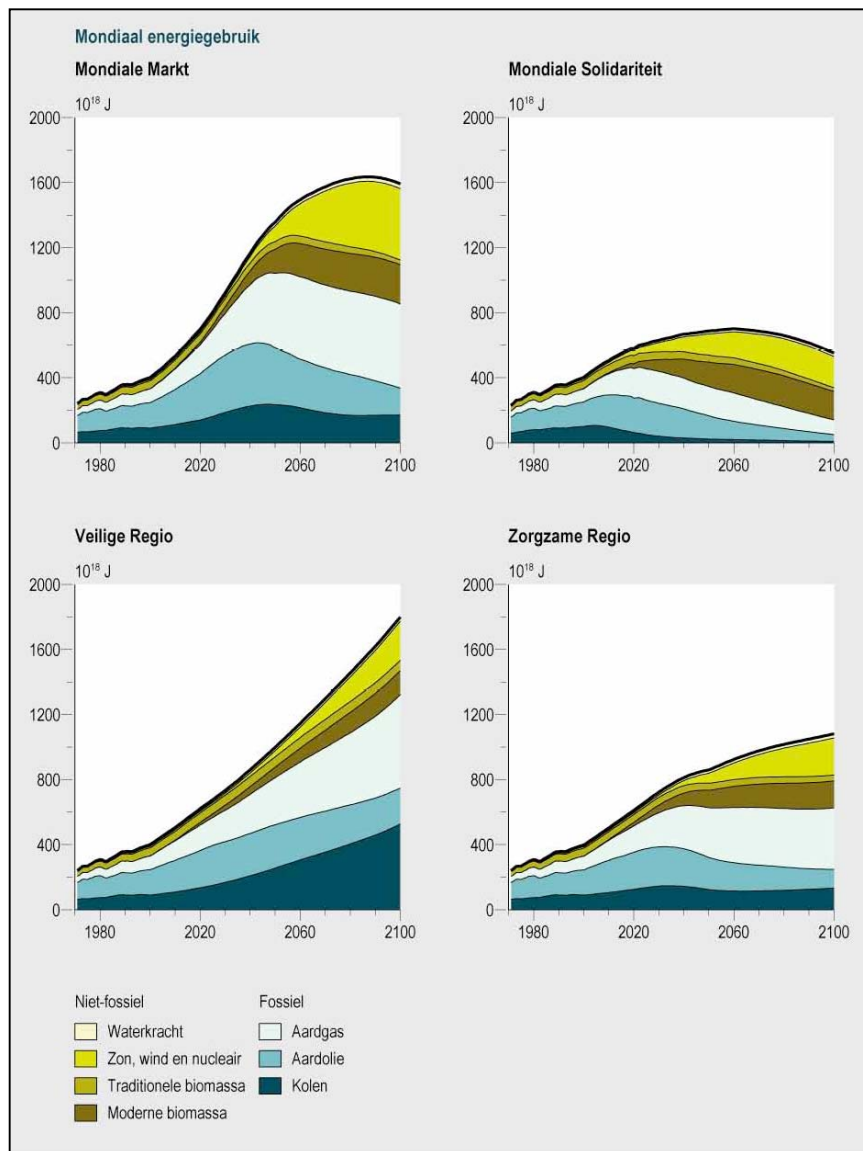 Mondiaal energiegebruik
Mondiale Markt
10¹⁸ J
2000
1600
1200
800
400
0
1980 2020 2060 2100
Mondiale Solidariteit
10¹⁸ J
2000
1600
1200
800
400
0
1980 2020 2060 2100
Veilige Regio
10¹⁸ J
2000
1600
1200
800
400
0
1980 2020 2060 2100
Zorgzame Regio
10¹⁸ J
2000
1600
1200
800
400
0
1980 2020 2060 2100
Niet-fossiel
Waterkracht
Zon, wind en nucleair
Traditionele biomassa
Moderne biomassa
Fossiel
Aardgas
Aardolie
Kolen